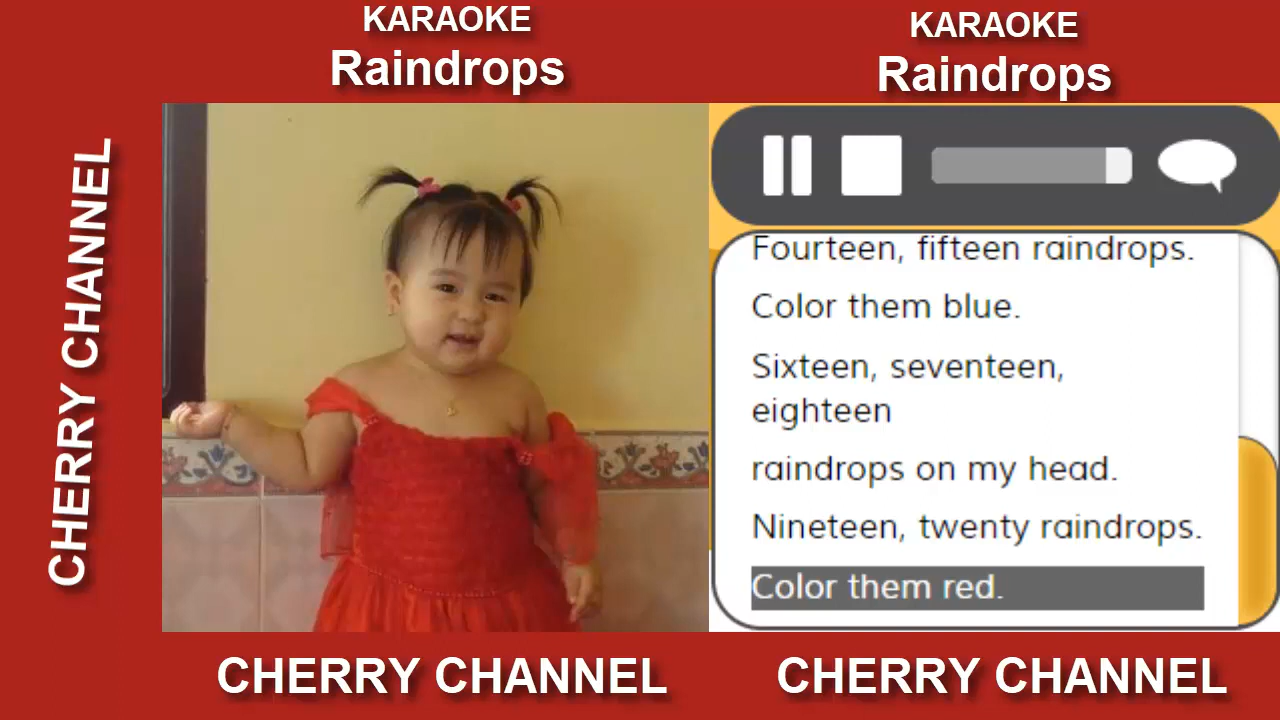 KARAOKE
Raindrops
KARAOKE
Raindrops
CHERRY CHANNEL
Fourteen, fifteen raindrops.
Color them blue.
Sixteen, seventeen,
eighteen
raindrops on my head.
Nineteen, twenty raindrops.
Color them red.
CHERRY CHANNEL
CHERRY CHANNEL